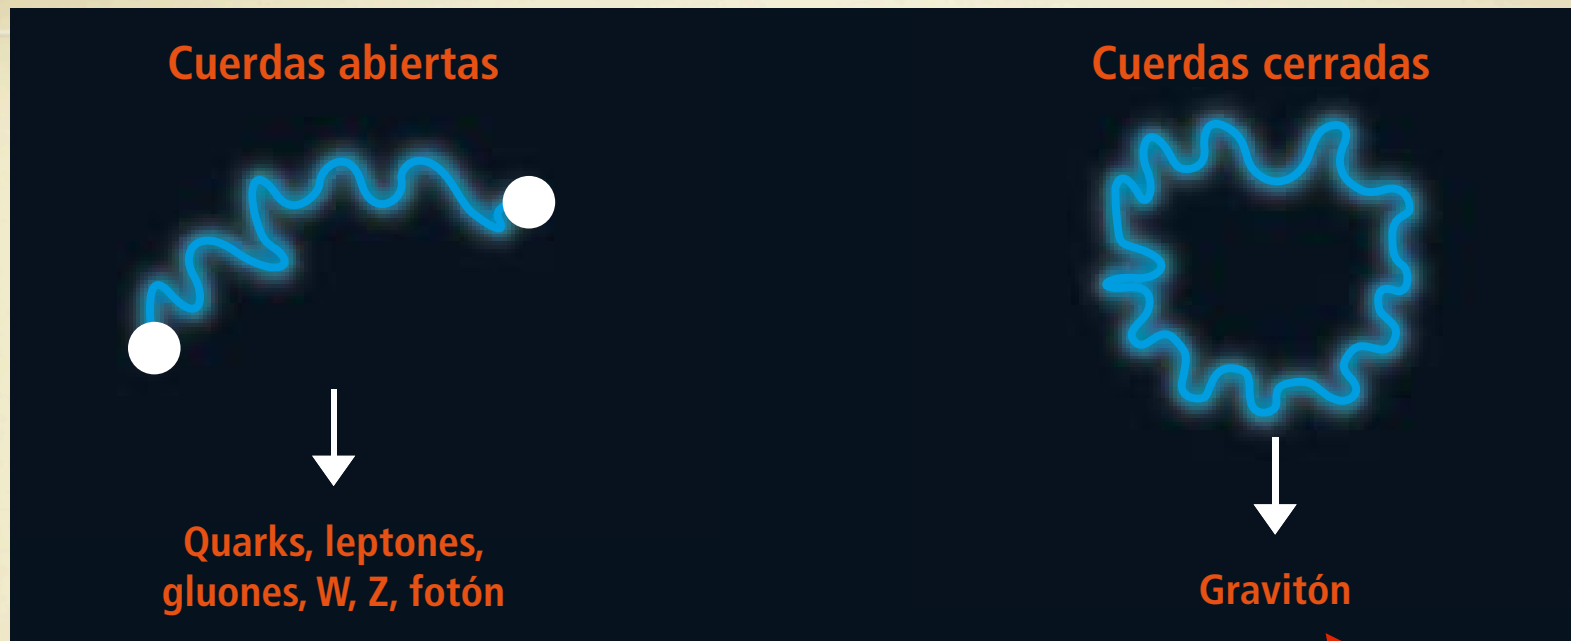 Cuerdas abiertas
Cuerdas cerradas
Quarks, leptones,
gluones, W, Z, fotón
Gravitón